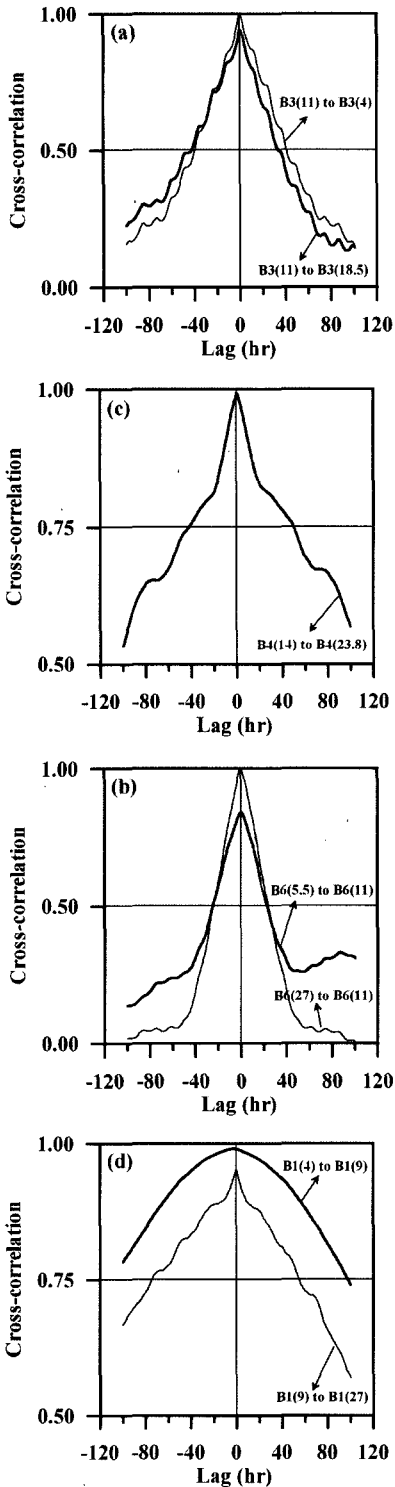 (a)
1.00
0.50
0.00
Cross-correlation
B3(11) to B3(4)
B3(11) to B3(18.5)
-120 -80 -40 0 40 80 120
Lag (hr)
(c)
1.00
0.75
0.50
Cross-correlation
B4(14) to B4(23.8)
-120 -80 -40 0 40 80 120
Lag (hr)
(b)
1.00
0.50
0.00
Cross-correlation
B6(5.5) to B6(11)
B6(27) to B6(11)
-120 -80 -40 0 40 80 120
Lag (hr)
(d)
1.00
0.75
0.50
Cross-correlation
B1(4) to B1(9)
B1(9) to B1(27)
-120 -80 -40 0 40 80 120
Lag (hr)